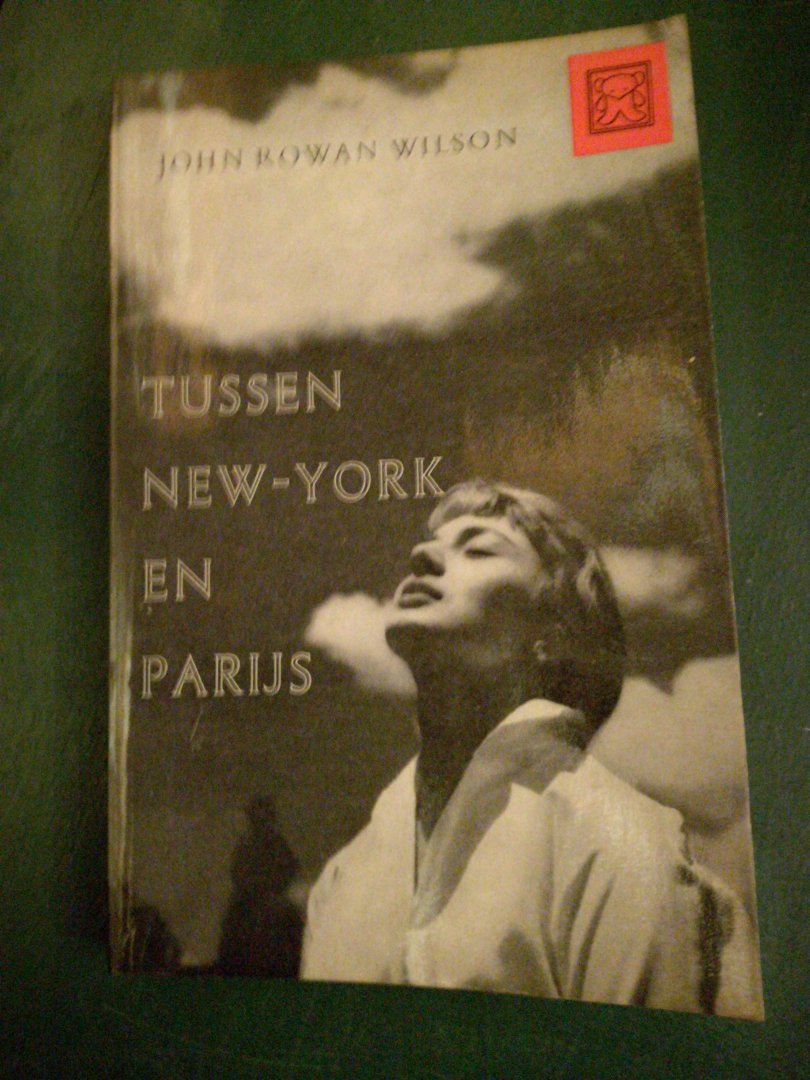 JOHN ROWAN WILSON
TUSSEN
NEW-YORK
EN
PARIJS